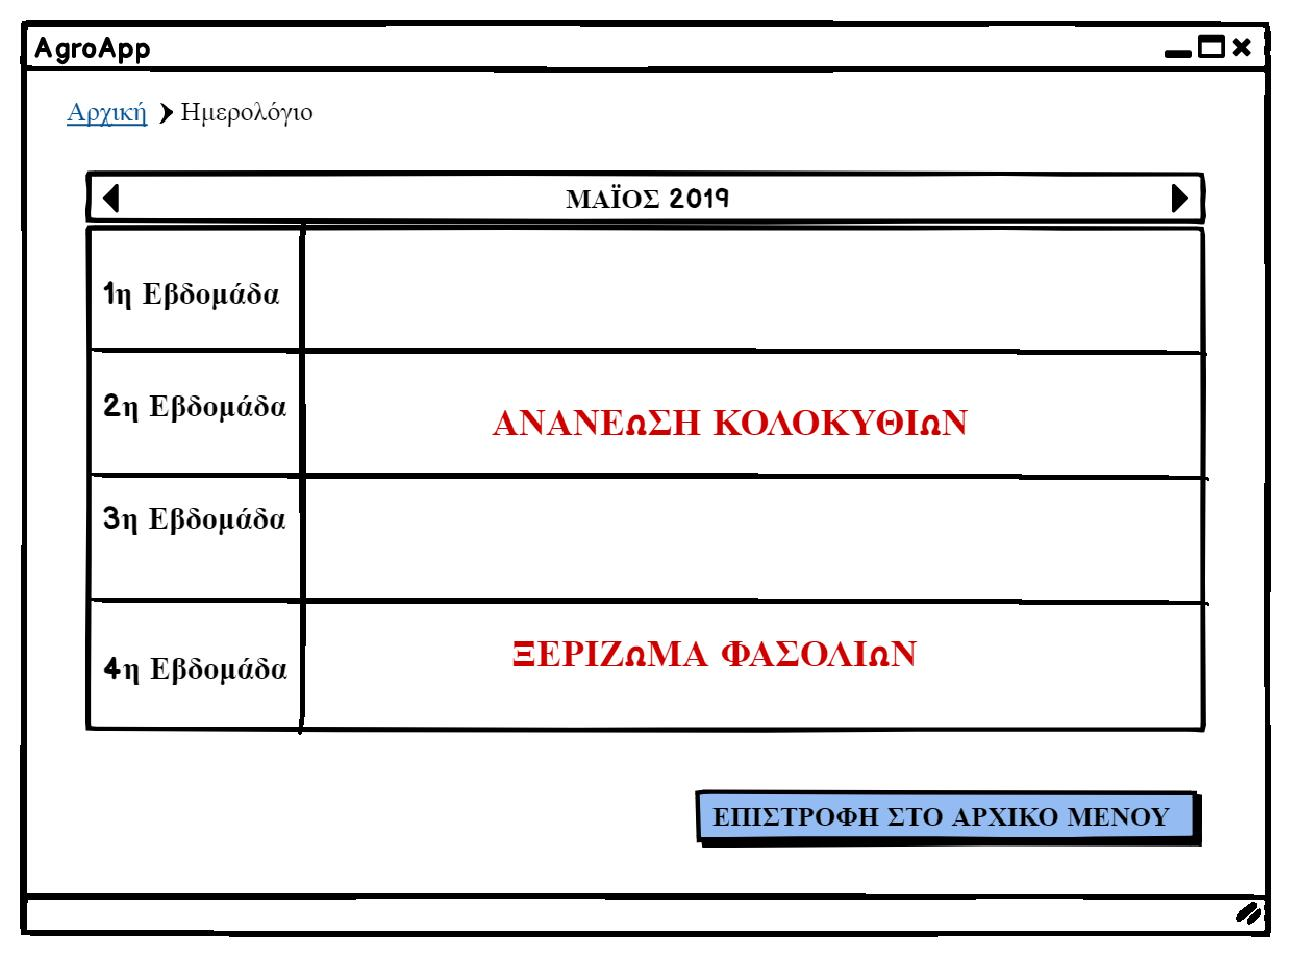 AgroApp
Αρχική > Ημερολόγιο
ΜΑΪΟΣ 2019
1η Εβδομάδα
2η Εβδομάδα
ΑΝΑΝΕΩΣΗ ΚΟΛΟΚΥΘΙΩΝ
3η Εβδομάδα
4η Εβδομάδα
ΞΕΡΙΖΩΜΑ ΦΑΣΟΛΙΩΝ
ΕΠΙΣΤΡΟΦΗ ΣΤΟ ΑΡΧΙΚΟ ΜΕΝΟΥ